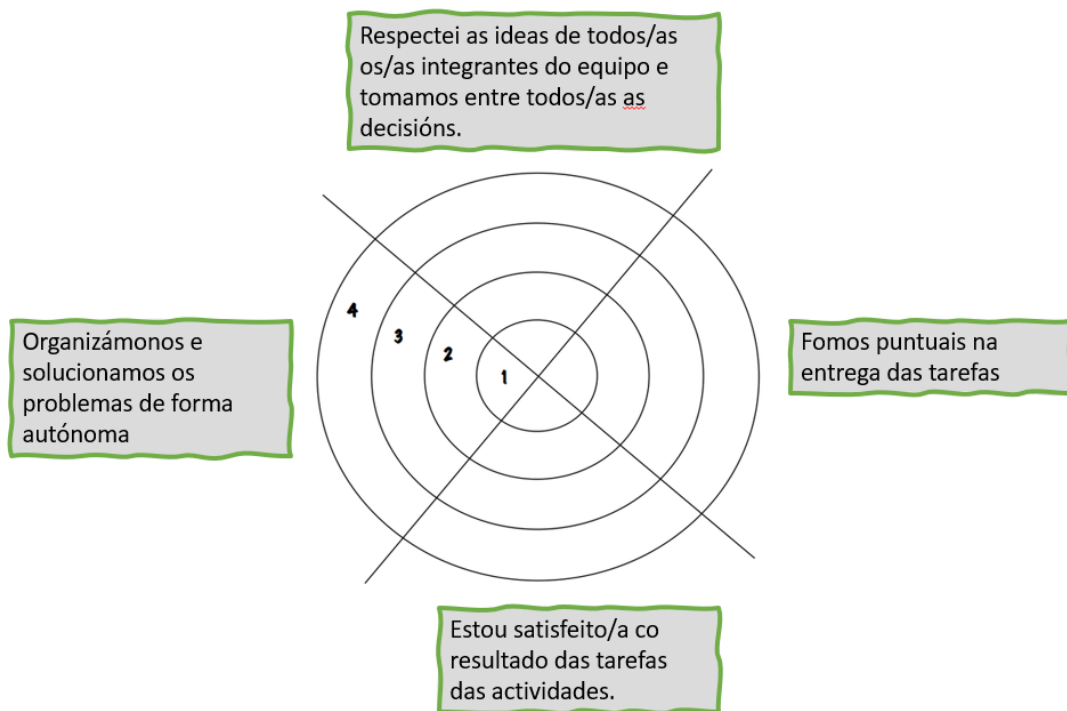 Respectei as ideas de todos/as
os/as integrantes do equipo e
tomamos entre todos/as as
decisións.
4
3
2
1
Organizámonos e
solucionamos os
problemas de forma
autónoma
Fomos puntuais na
entrega das tarefas
Estou satisfeito/a co
resultado das tarefas
das actividades.